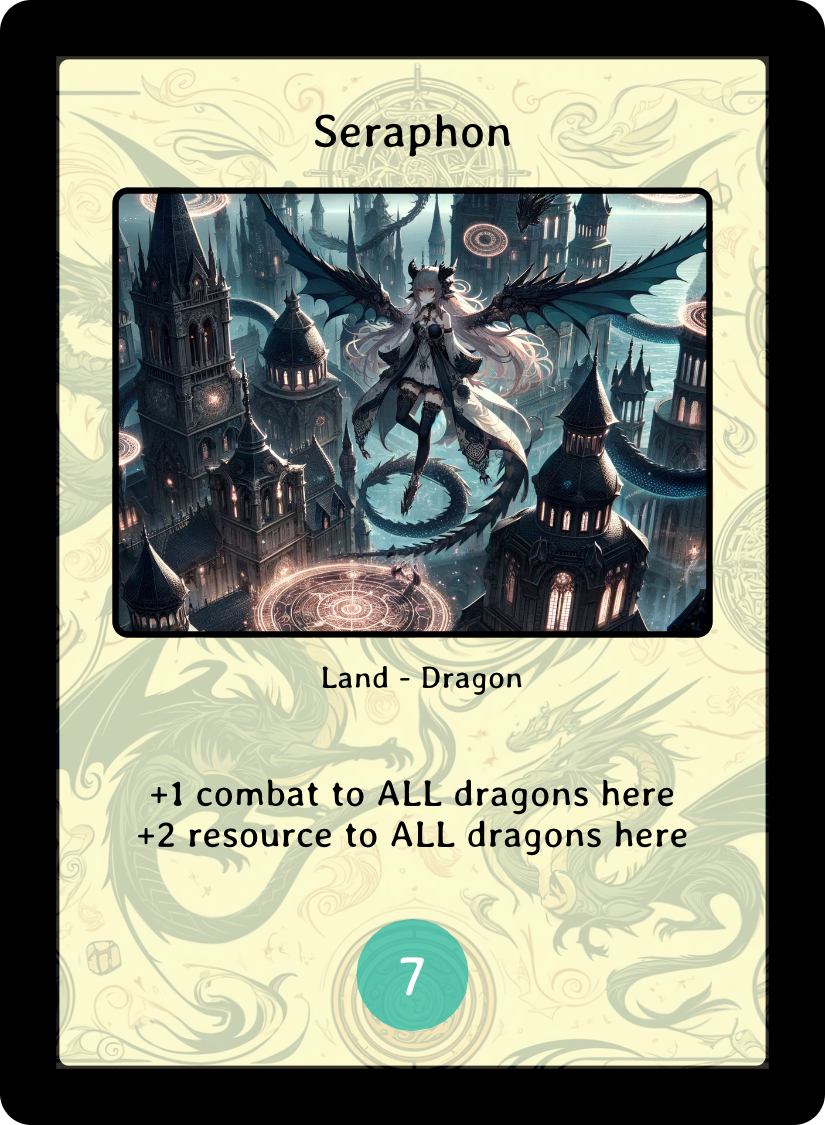 Seraphon
Land - Dragon
+1 combat to ALL dragons here
+2 resource to ALL dragons here
7